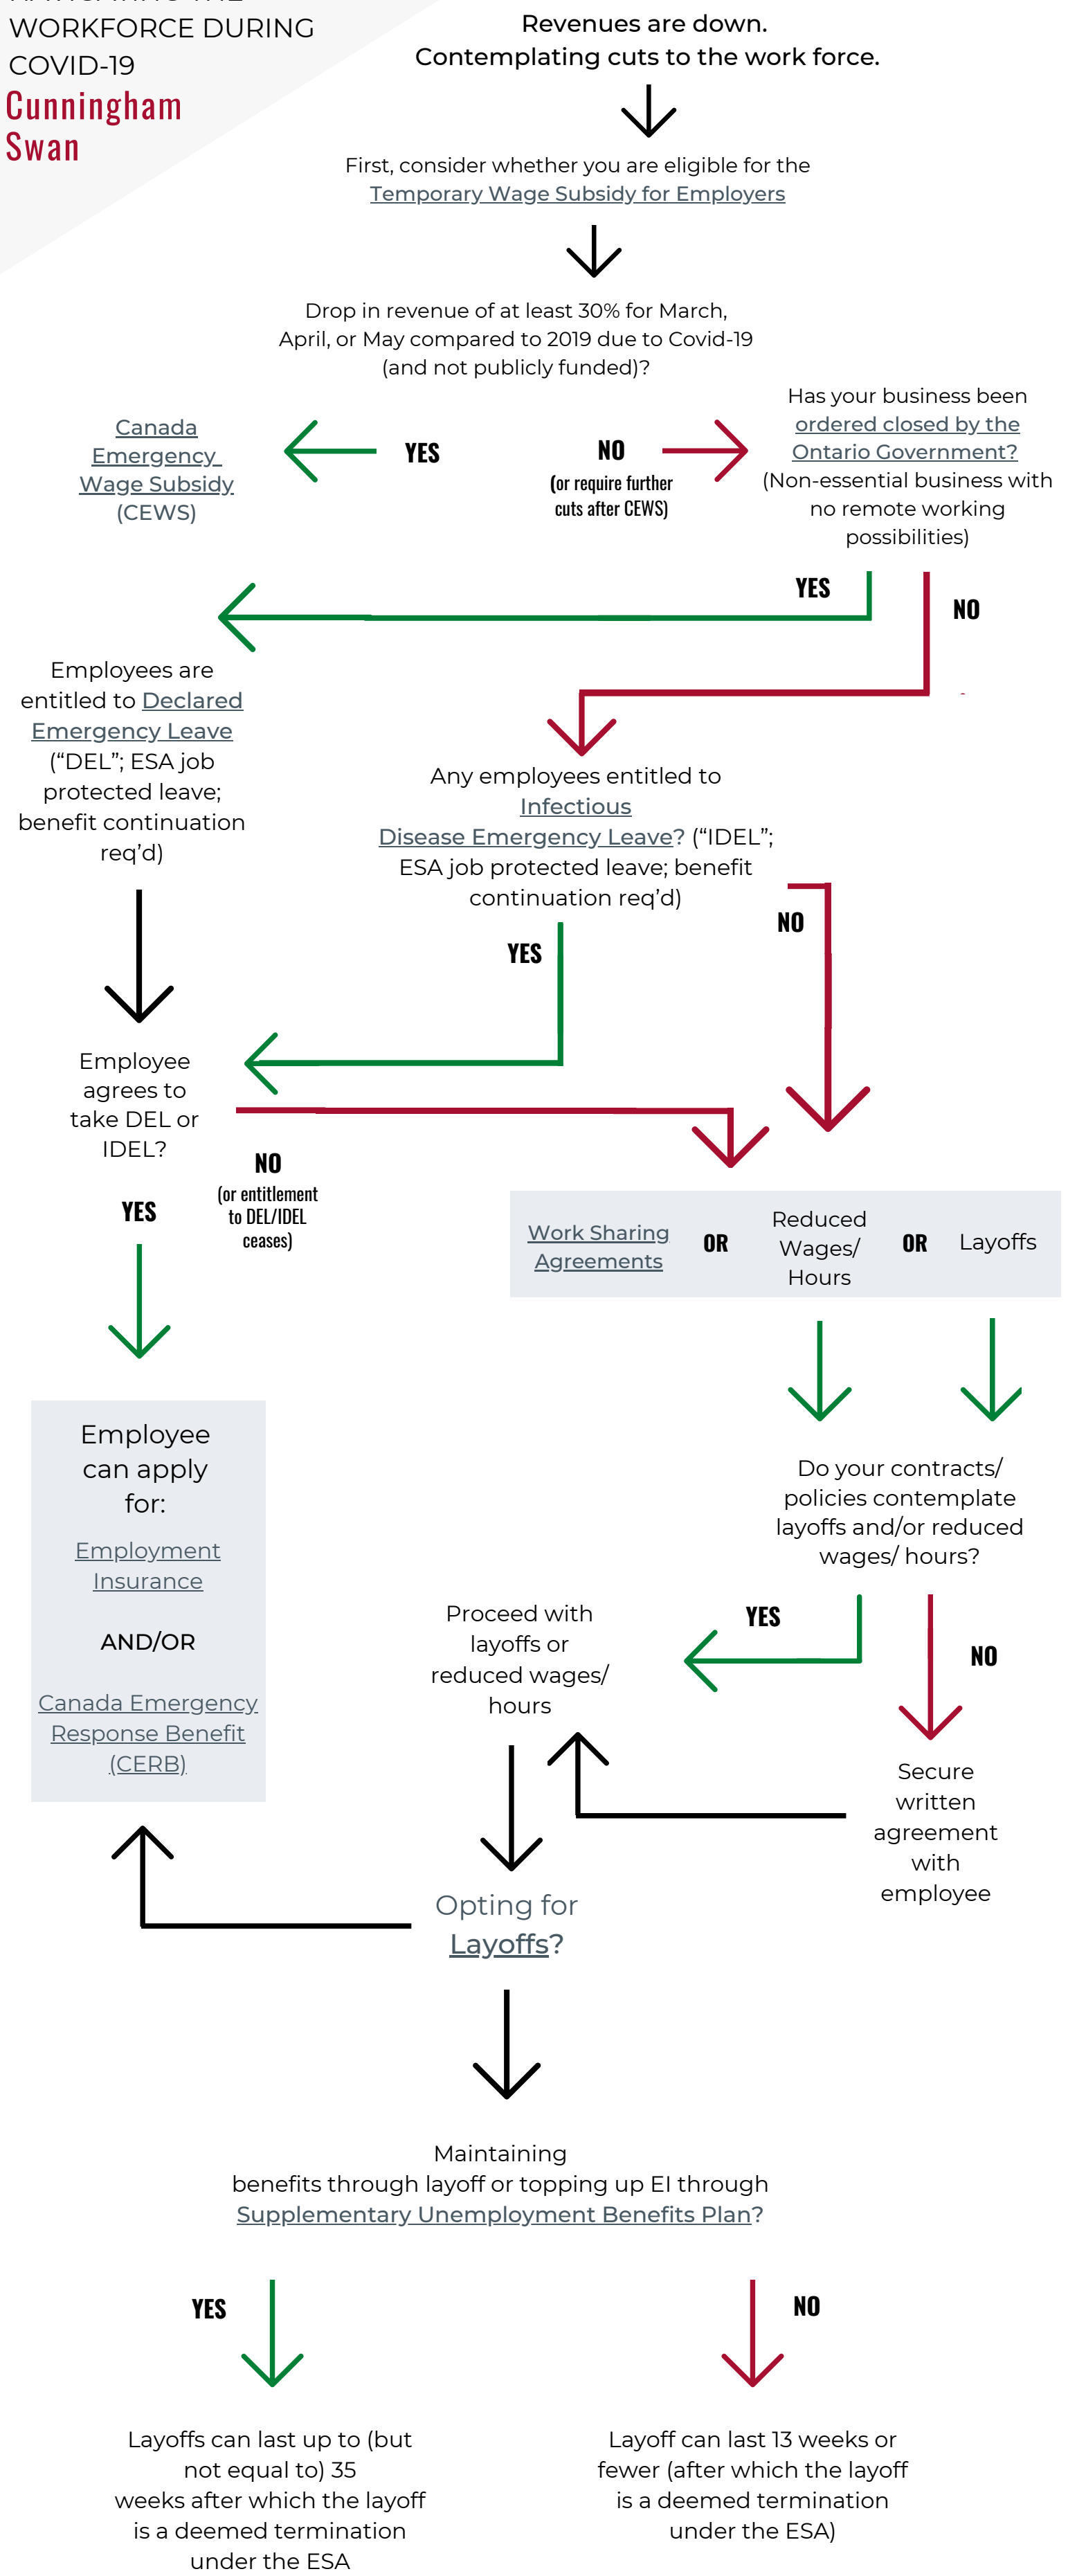 WORKFORCE DURING
COVID-19
Cunningham
Swan
Revenues are down.
Contemplating cuts to the work force.
First, consider whether you are eligible for the
Temporary Wage Subsidy for Employers
Drop in revenue of at least 30% for March,
April, or May compared to 2019 due to Covid-19
(and not publicly funded)?
Canada
Emergency
Wage Subsidy
(CEWS)
YES
NO
(or require further
cuts after CEWS)
Has your business been
ordered closed by the
Ontario Government?
(Non-essential business with
no remote working
possibilities)
YES
NO
Employees are
entitled to Declared
Emergency Leave
(“DEL”; ESA job
protected leave;
benefit continuation
req’d)
Any employees entitled to
Infectious
Disease Emergency Leave? (“IDEL”;
ESA job protected leave; benefit
continuation req’d)
YES
NO
Employee
agrees to
take DEL or
IDEL?
NO
(or entitlement
to DEL/IDEL
ceases)
YES
Work Sharing
Agreements
OR
Reduced
Wages/
Hours
OR
Layoffs
Employee
can apply
for:
Employment
Insurance
AND/OR
Canada Emergency
Response Benefit
(CERB)
Do your contracts/
policies contemplate
layoffs and/or reduced
wages/ hours?
YES
NO
Proceed with
layoffs or
reduced wages/
hours
Secure
written
agreement
with
employee
Opting for
Layoffs?
Maintaining
benefits through layoff or topping up EI through
Supplementary Unemployment Benefits Plan?
YES
NO
Layoffs can last up to (but
not equal to) 35
weeks after which the layoff
is a deemed termination
under the ESA
Layoff can last 13 weeks or
fewer (after which the layoff
is a deemed termination
under the ESA)